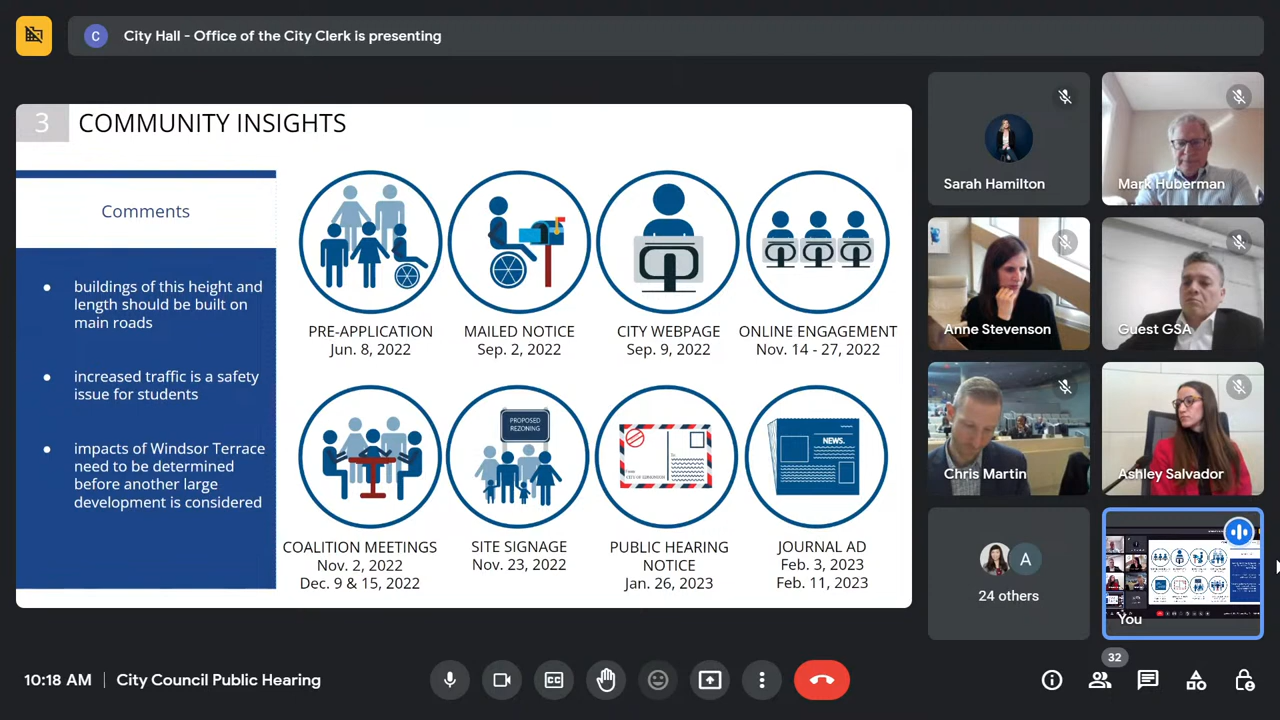 C
City Hall - Office of the City Clerk is presenting
3 COMMUNITY INSIGHTS
Comments
● buildings of this height and
length should be built on
main roads
● increased traffic is a safety
issue for students
● impacts of Windsor Terrace
need to be determined
before another large
development is considered
PRE-APPLICATION
Jun. 8, 2022
MAILED NOTICE
Sep. 2, 2022
CITY WEBPAGE
Sep. 9, 2022
ONLINE ENGAGEMENT
Nov. 14 - 27, 2022
PROPOSED
REZONING
NEWS.
COALITION MEETINGS
Nov. 2, 2022
Dec. 9 & 15, 2022
SITE SIGNAGE
Nov. 23, 2022
PUBLIC HEARING
NOTICE
Jan. 26, 2023
JOURNAL AD
Feb. 3, 2023
Feb. 11, 2023
Sarah Hamilton
Mark Huberman
Anne Stevenson
Guest GSA
Chris Martin
Ashley Salvador
A
24 others
You
10:18 AM | City Council Public Hearing
CC
32